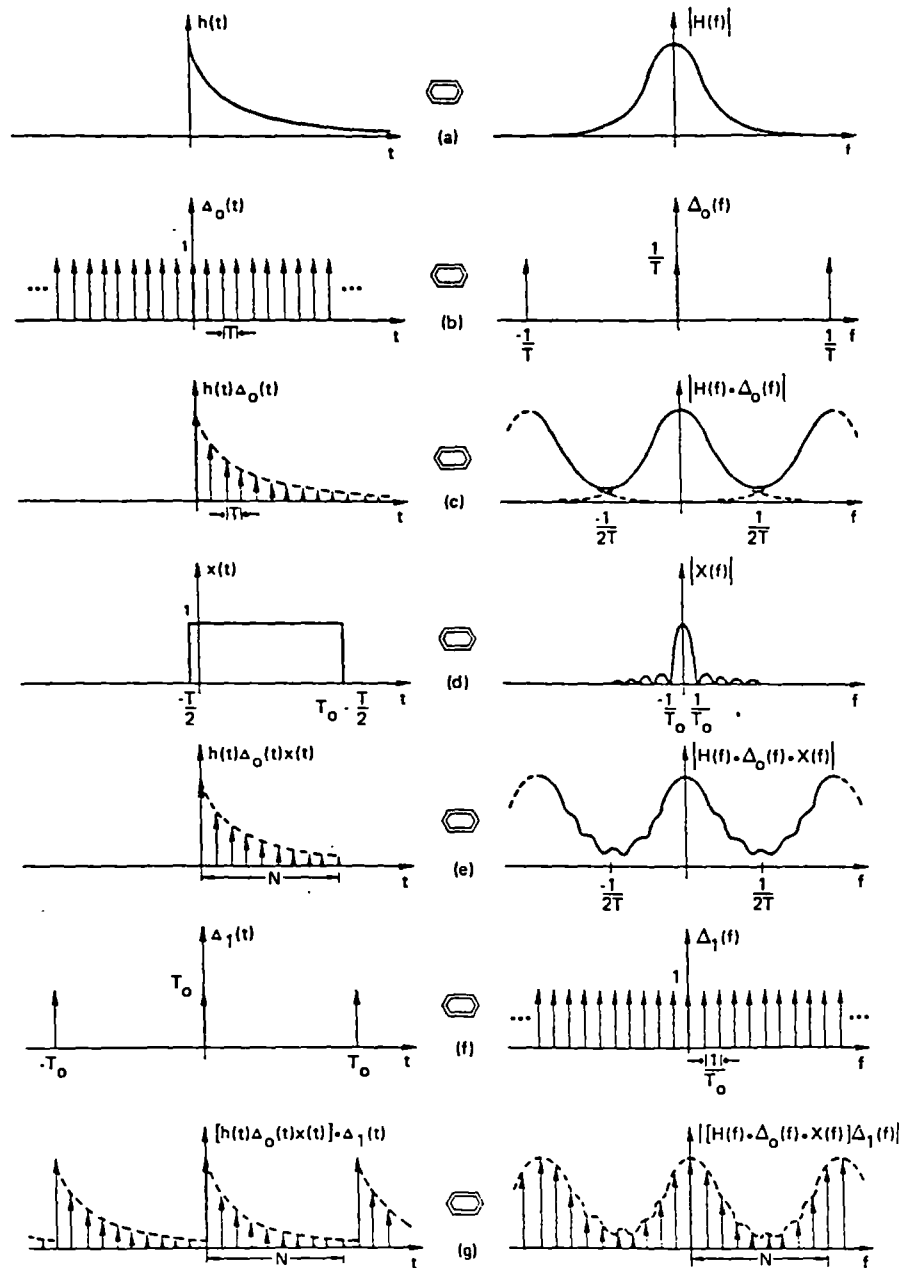 h(t) |H(f)|
t (a) f
Δ₀(t) Δ₀(f)
1 1/T
... ... (b)
T t -1/T 1/T f
h(t)Δ₀(t) |H(f)*Δ₀(f)|
(c)
T t -1/2T 1/2T f
x(t) |X(f)|
1
(d)
-T/2 T₀ - T/2 t -1/T₀ 1/T₀ f
h(t)Δ₀(t)x(t) |H(f)*Δ₀(f)*X(f)|
N t (e) -1/2T 1/2T f
Δ₁(t) Δ₁(f)
T₀ 1
(f) ... ...
-T₀ T₀ t 1/T₀ f
[h(t)Δ₀(t)x(t)]*Δ₁(t) |[H(f)*Δ₀(f)*X(f)]Δ₁(f)|
(g)
N t N f